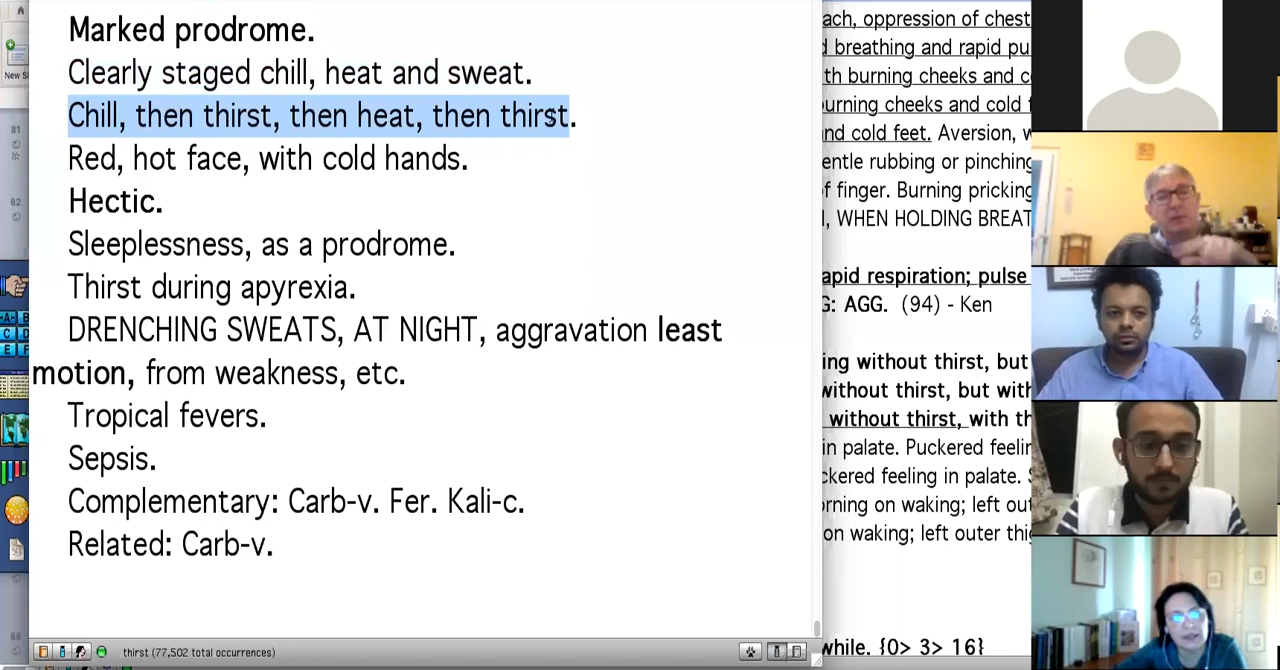 Marked prodrome.
Clearly staged chill, heat and sweat.
Chill, then thirst, then heat, then thirst.
Red, hot face, with cold hands.
Hectic.
Sleeplessness, as a prodrome.
Thirst during apyrexia.
DRENCHING SWEATS, AT NIGHT, aggravation least
motion, from weakness, etc.
Tropical fevers.
Sepsis.
Complementary: Carb-v. Fer. Kali-c.
Related: Carb-v.
thirst (77,502 total occurrences)
New
81
82
88
ach, oppression of chest
breathing and rapid pu
th burning cheeks and c
urning cheeks and cold f
nd cold feet. Aversion, w
entle rubbing or pinching
f finger. Burning pricking
, WHEN HOLDING BREAT
apid respiration; pulse
G: AGG. (94) - Ken
ing without thirst, but
without thirst, but with
without thirst, with th
in palate. Puckered feelin
ckered feeling in palate.
orning on waking; left out
on waking; left outer thi
while. {0> 3> 16}